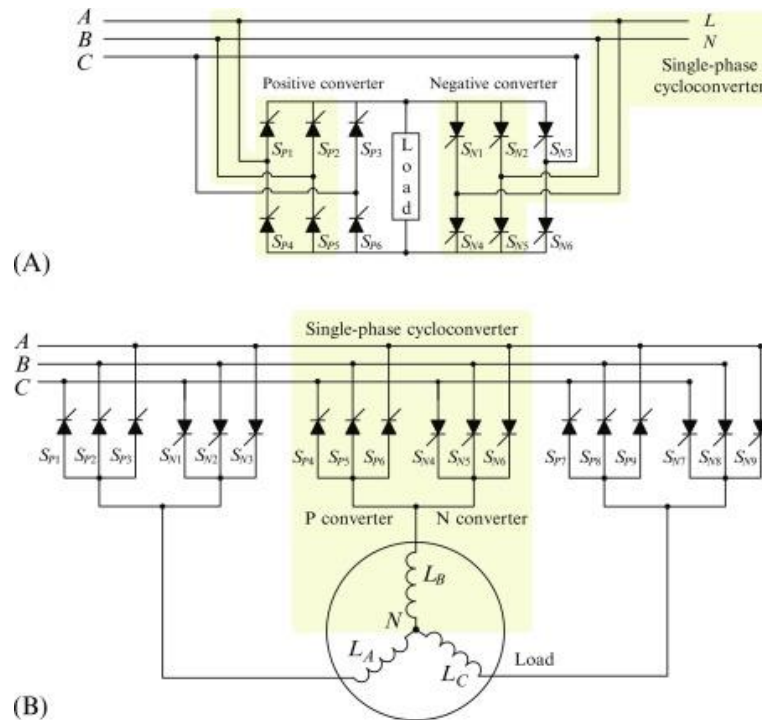 A
B
C
L
N
Single-phase
cycloconverter
Positive converter
Negative converter
SP1
SP2
SP3
Load
SN1
SN2
SN3
SP4
SP5
SP6
SN4
SN5
SN6
(A)
Single-phase cycloconverter
A
B
C
SP1
SP2
SP3
SN1
SN2
SN3
SP4
SP5
SP6
SN4
SN5
SN6
SP7
SP8
SP9
SN7
SN8
SN9
P converter
N converter
LB
N
LA
LC
Load
(B)